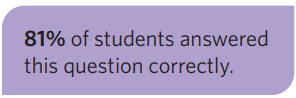 81% of students answered
this question correctly.